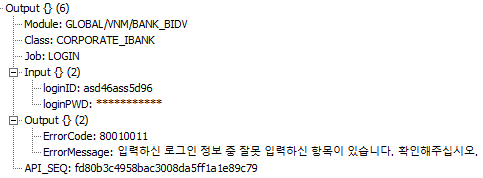 Output {} (6)
Module: GLOBAL/VNM/BANK_BIDV
Class: CORPORATE_IBANK
Job: LOGIN
Input {} (2)
loginID: asd46ass5d96
loginPWD: ***********
Output {} (2)
ErrorCode: 80010011
ErrorMessage: 입력하신 로그인 정보 중 잘못 입력하신 항목이 있습니다. 확인해주십시오.
API_SEQ: fd80b3c4958bac3008da5ff1a1e89c79